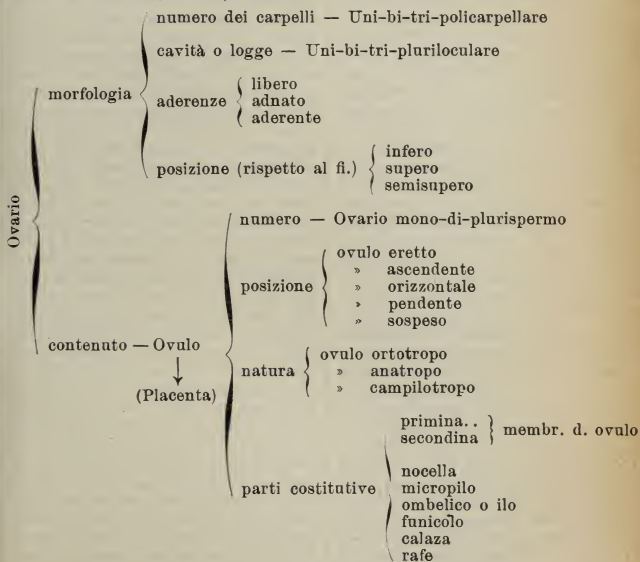 numero dei carpelli — Uni-bi-tri-policarpellare
cavità o logge — Uni-bi-tri-pluriloculare
morfologia
aderenze
libero
adnato
aderente
posizione (rispetto al fi.)
infero
supero
semisupero
Ovario
numero — Ovario mono-di-plurispermo
posizione
ovulo eretto
» ascendente
» orizzontale
» pendente
» sospeso
contenuto — Ovulo
(Placenta)
natura
ovulo ortotropo
» anatropo
» campilotropo
parti costitutive
primina..
secondina
membr. d. ovulo
nocella
micropilo
ombelico o ilo
funicolo
calaza
rafe